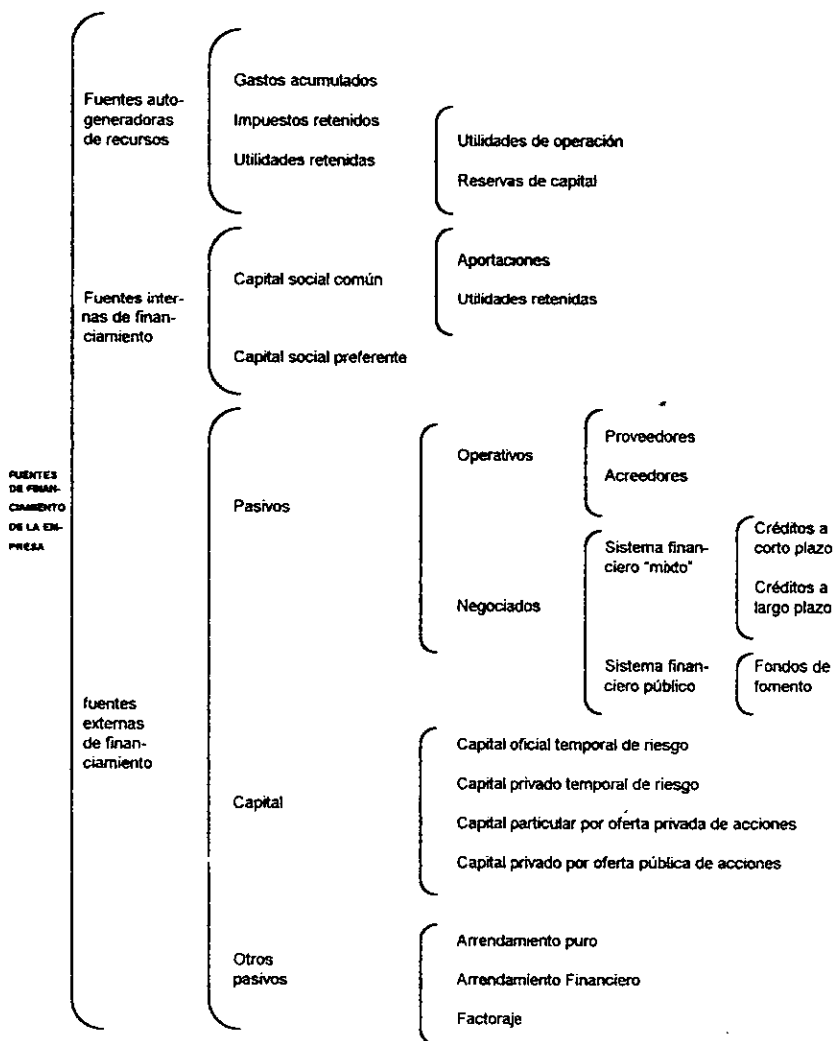 FUENTES
DE FINAN-
CIAMIENTO
DE LA EM-
PRESA
Fuentes auto-
generadoras
de recursos
Gastos acumulados
Impuestos retenidos
Utilidades retenidas
Utilidades de operación
Reservas de capital
Fuentes inter-
nas de finan-
ciamiento
Capital social común
Aportaciones
Utilidades retenidas
Capital social preferente
fuentes
externas
de finan-
ciamiento
Pasivos
Operativos
Proveedores
Acreedores
Negociados
Sistema finan-
ciero "mixto"
Créditos a
corto plazo
Créditos a
largo plazo
Sistema finan-
ciero público
Fondos de
fomento
Capital
Capital oficial temporal de riesgo
Capital privado temporal de riesgo
Capital particular por oferta privada de acciones
Capital privado por oferta pública de acciones
Otros
pasivos
Arrendamiento puro
Arrendamiento Financiero
Factoraje